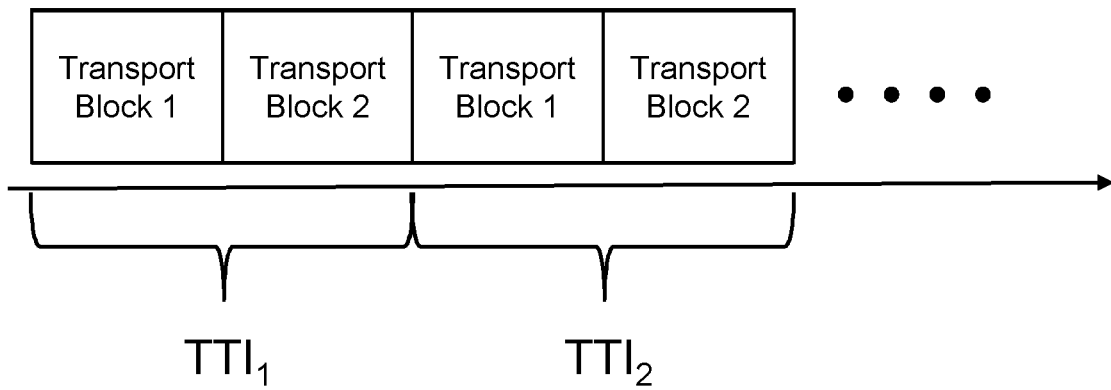 Transport
Block 1
Transport
Block 2
Transport
Block 1
Transport
Block 2
TTI₁
TTI₂